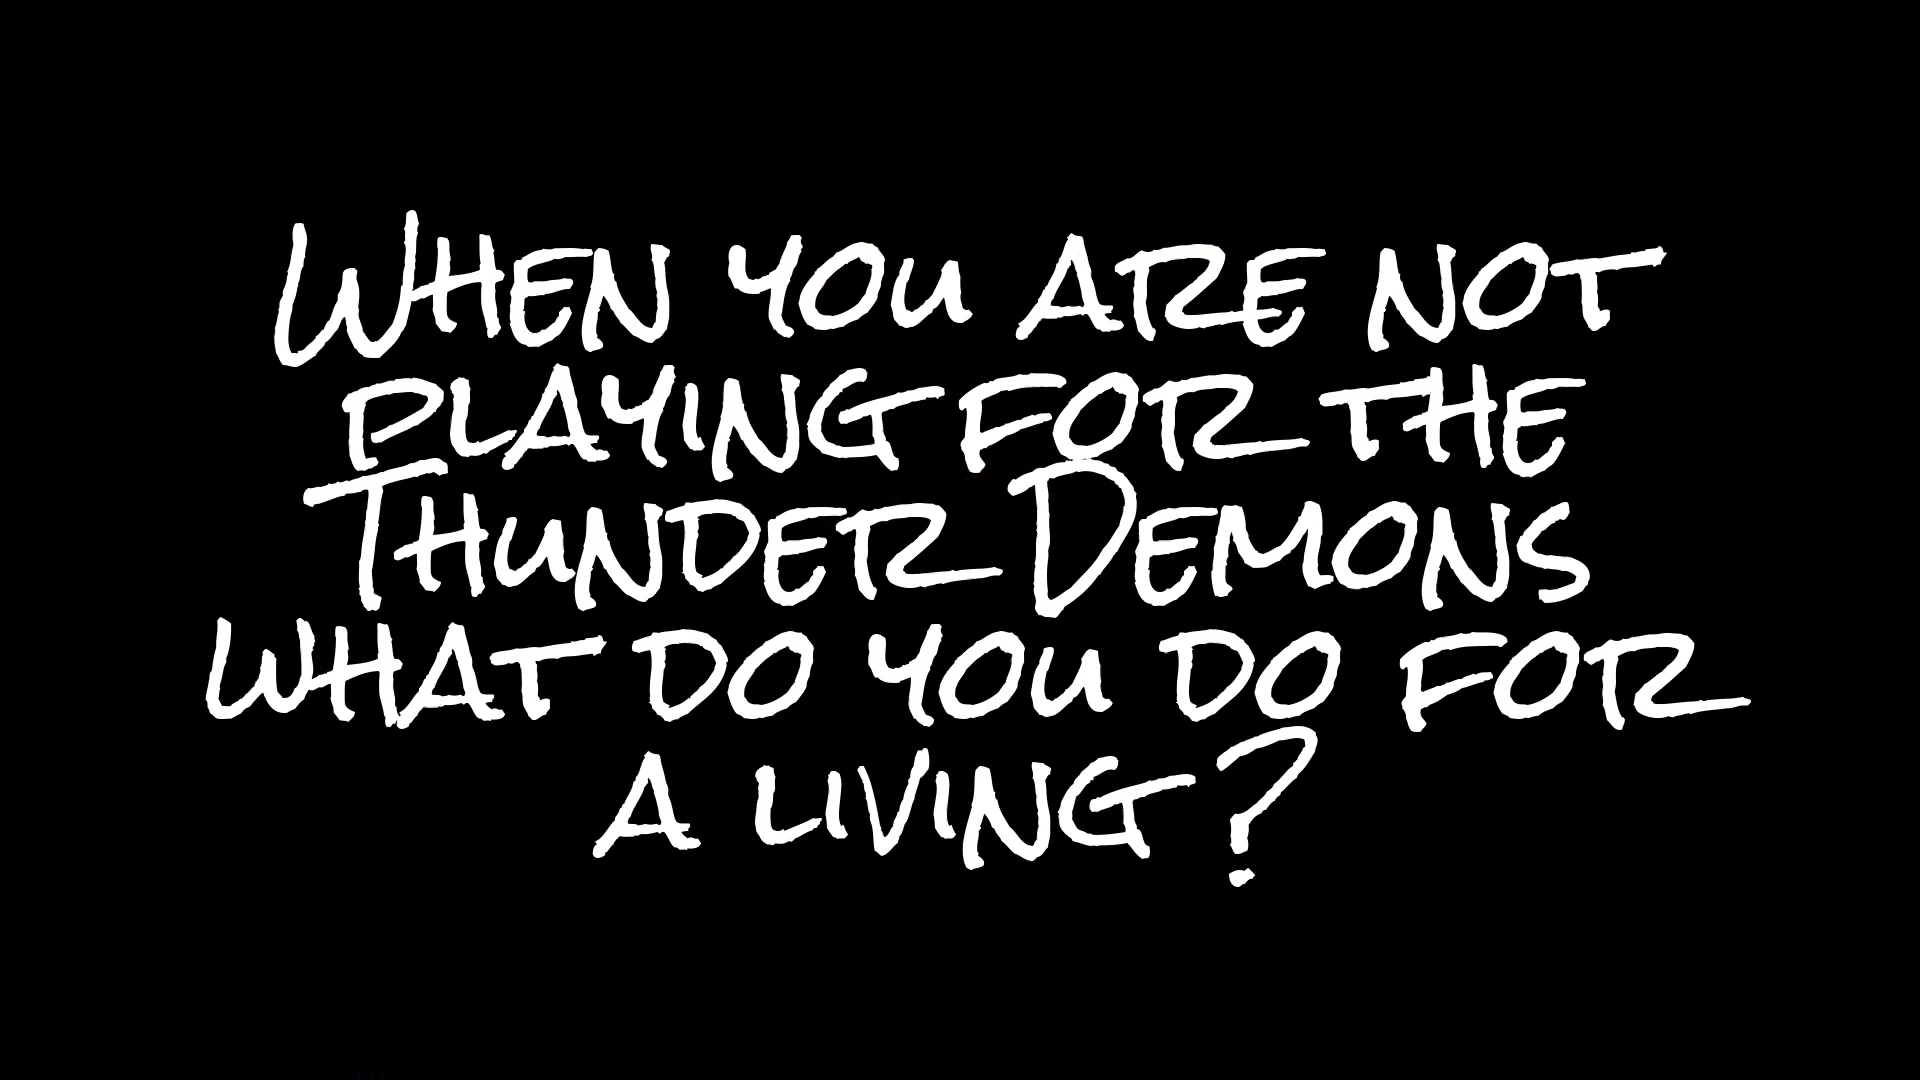 When you are not
playing for the
Thunder Demons
what do you do for
a living?